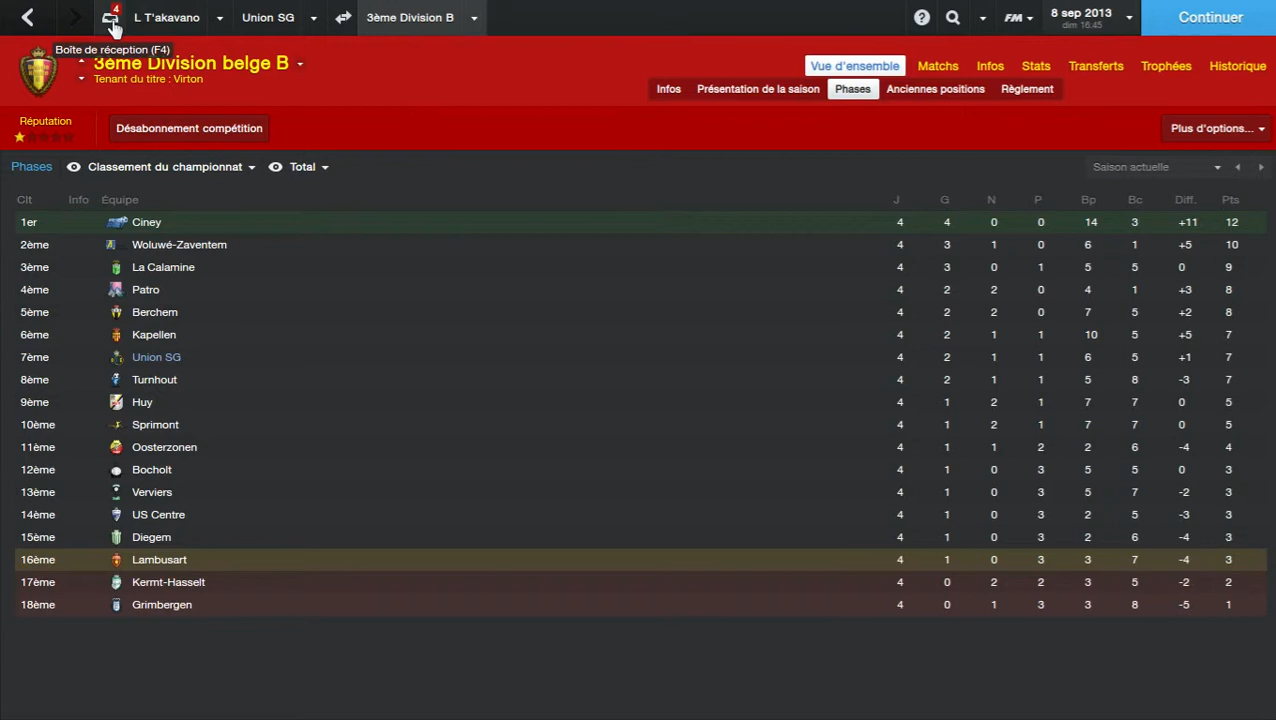 4
L T'akavano Union SG 3ème Division B ? FM 8 sep 2013 Continuer
dim 16:45
Boîte de réception (F4)
3ème Division belge B
Tenant du titre : Virton
Vue d'ensemble Matchs Infos Stats Transferts Trophées Historique
Infos Présentation de la saison Phases Anciennes positions Règlement
Réputation
Désabonnement compétition Plus d'options...
Phases Classement du championnat Total Saison actuelle
Clt Info Équipe J G N P Bp Bc Diff. Pts
1er Ciney 4 4 0 0 14 3 +11 12
2ème Woluwé-Zaventem 4 3 1 0 6 1 +5 10
3ème La Calamine 4 3 0 1 5 5 0 9
4ème Patro 4 2 2 0 4 1 +3 8
5ème Berchem 4 2 2 0 7 5 +2 8
6ème Kapellen 4 2 1 1 10 5 +5 7
7ème Union SG 4 2 1 1 6 5 +1 7
8ème Turnhout 4 2 1 1 5 8 -3 7
9ème Huy 4 1 2 1 7 7 0 5
10ème Sprimont 4 1 2 1 7 7 0 5
11ème Oosterzonen 4 1 1 2 2 6 -4 4
12ème Bocholt 4 1 0 3 5 5 0 3
13ème Verviers 4 1 0 3 5 7 -2 3
14ème US Centre 4 1 0 3 2 5 -3 3
15ème Diegem 4 1 0 3 2 6 -4 3
16ème Lambusart 4 1 0 3 3 7 -4 3
17ème Kermt-Hasselt 4 0 2 2 3 5 -2 2
18ème Grimbergen 4 0 1 3 3 8 -5 1